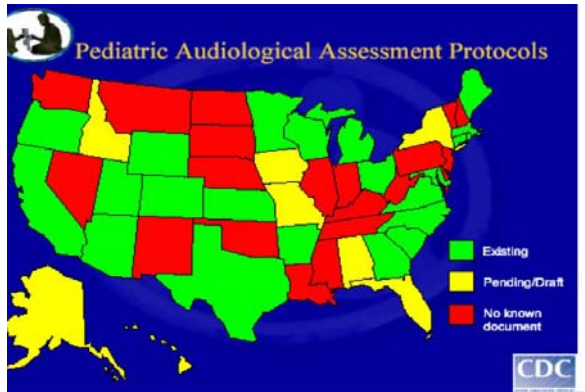 Pediatric Audiological Assessment Protocols
Existing
Pending/Draft
No known
document
CDC